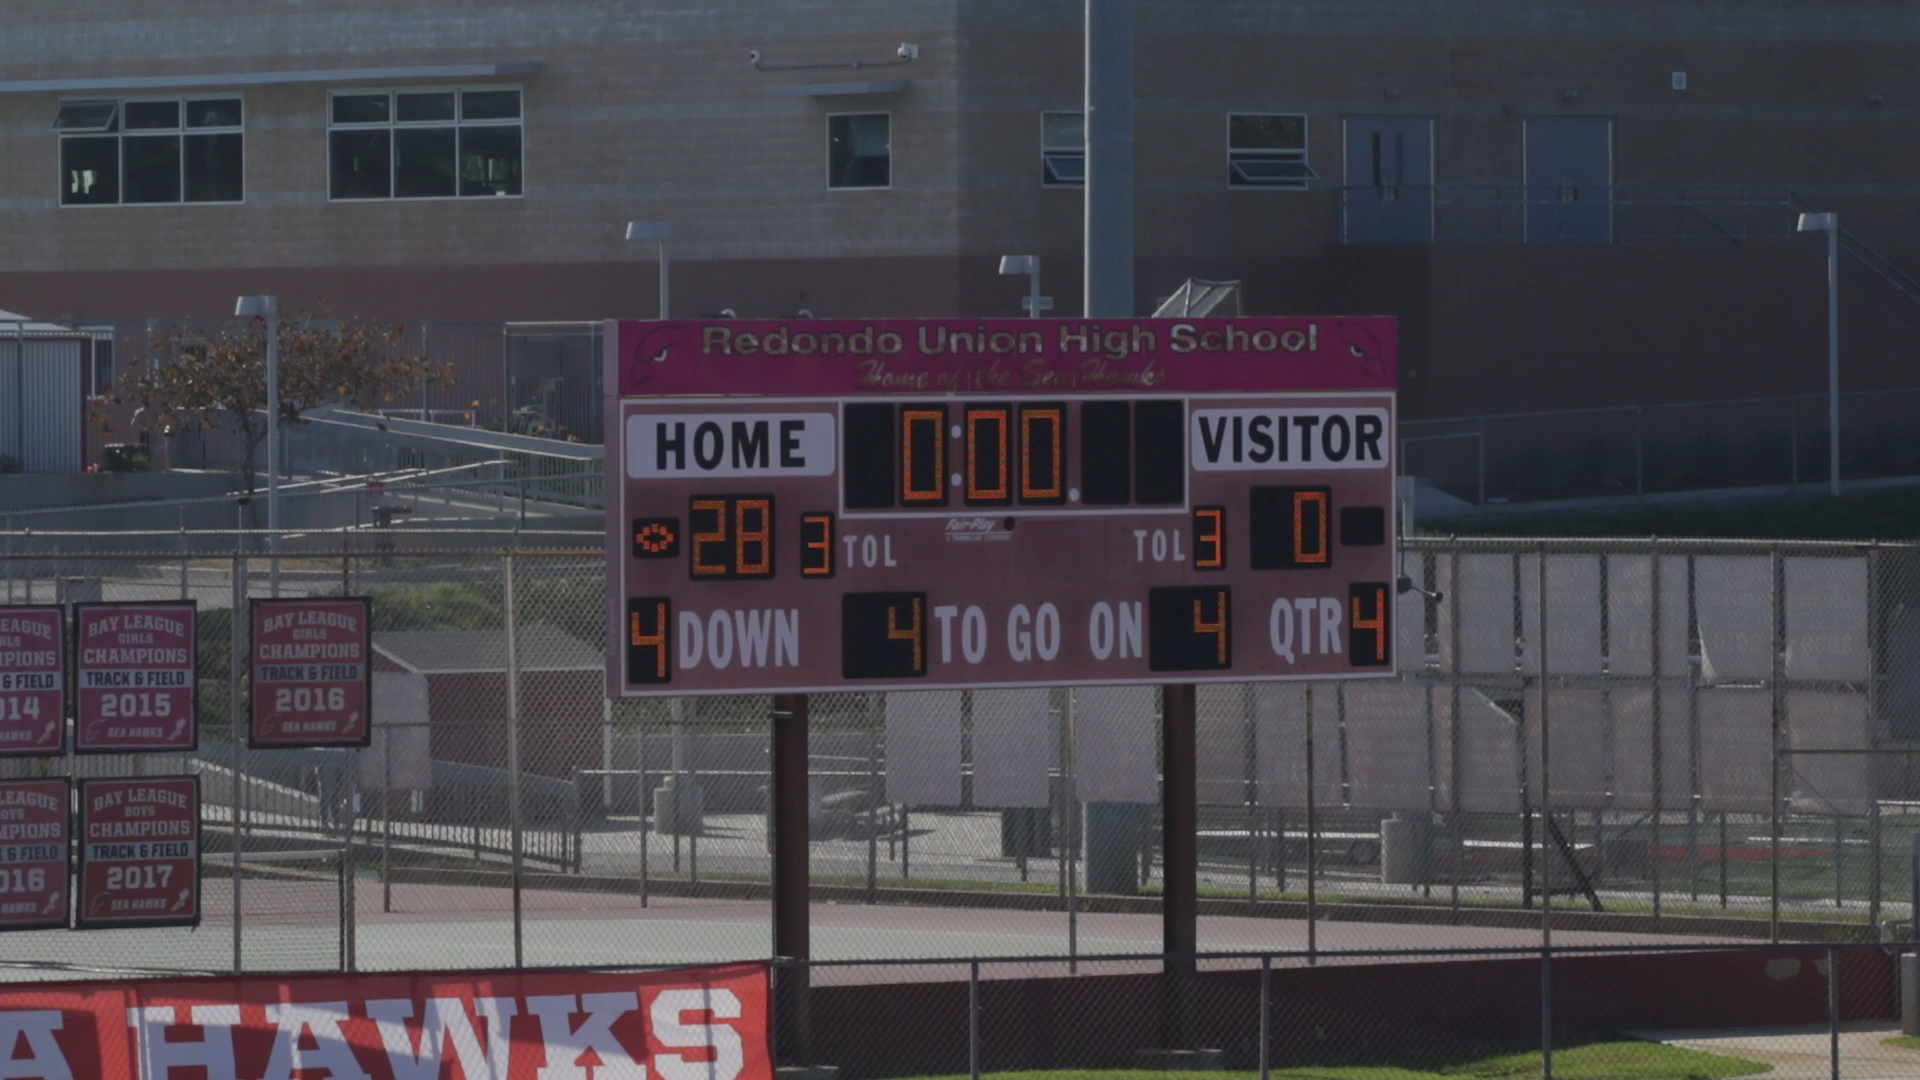 Redondo Union High School
Home of the Sea Hawks
HOME 0:00 VISITOR
28 3 TOL Fair-Play TOL 3 0
4 DOWN 4 TO GO ON 4 QTR 4
BAY LEAGUE
GIRLS
CHAMPIONS
TRACK & FIELD
2015
SEA HAWKS
BAY LEAGUE
GIRLS
CHAMPIONS
TRACK & FIELD
2016
SEA HAWKS
BAY LEAGUE
BOYS
CHAMPIONS
TRACK & FIELD
2017
SEA HAWKS
A HAWKS